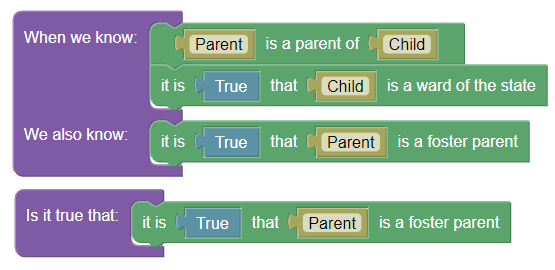 When we know: Parent is a parent of Child
it is True that Child is a ward of the state
We also know: it is True that Parent is a foster parent
Is it true that: it is True that Parent is a foster parent